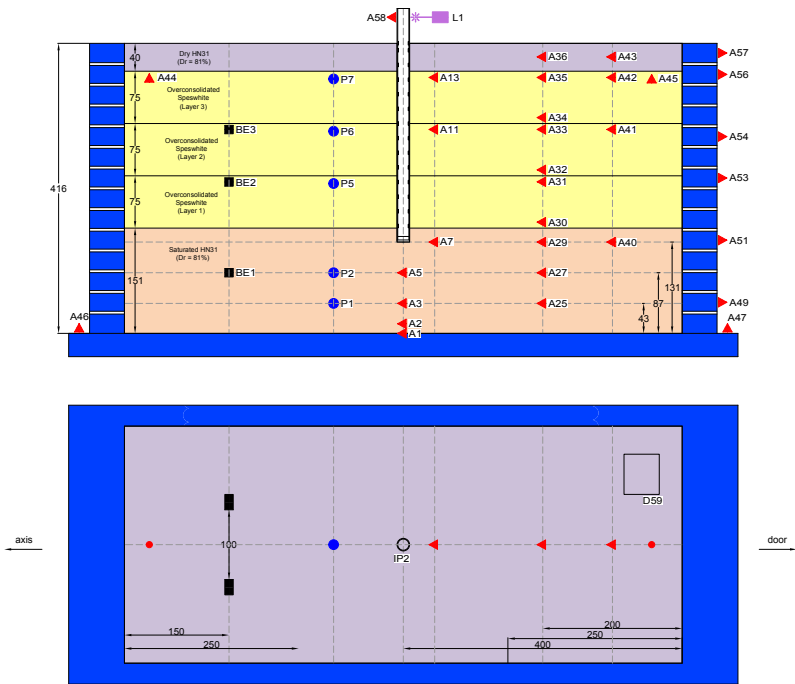 A58
L1
A57
A36
A43
Dry HN31
(Dr = 81%)
40
A56
A44
P7
A13
A35
A42
A45
Overconsolidated
Speswhite
(Layer 3)
75
A34
BE3
P6
A11
A33
A41
A54
Overconsolidated
Speswhite
(Layer 2)
75
A32
416
BE2
P5
A31
A53
Overconsolidated
Speswhite
(Layer 1)
75
A30
A7
A29
A40
A51
Saturated HN31
(Dr = 81%)
BE1
P2
A5
A27
151
131
87
P1
A3
A25
A49
43
A46
A47
A2
A1
D59
axis
door
100
IP2
200
150
250
250
400